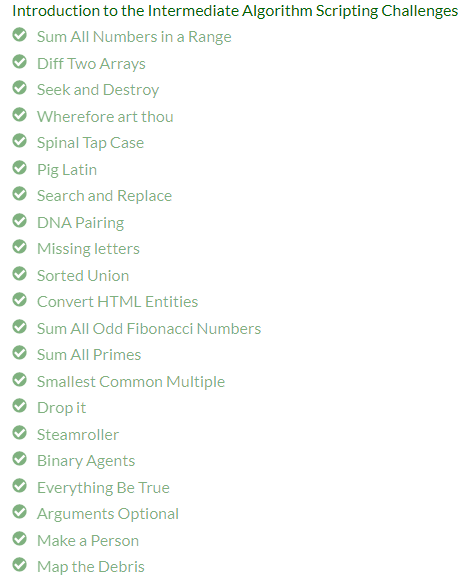 Introduction to the Intermediate Algorithm Scripting Challenges
Sum All Numbers in a Range
Diff Two Arrays
Seek and Destroy
Wherefore art thou
Spinal Tap Case
Pig Latin
Search and Replace
DNA Pairing
Missing letters
Sorted Union
Convert HTML Entities
Sum All Odd Fibonacci Numbers
Sum All Primes
Smallest Common Multiple
Drop it
Steamroller
Binary Agents
Everything Be True
Arguments Optional
Make a Person
Map the Debris